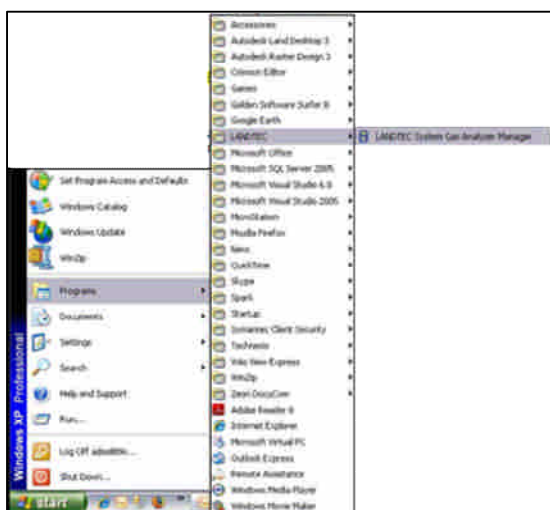 Accessories
Autodesk Land Desktop 3
Autodesk Raster Design 3
Crimson Editor
Games
Golden Software Surfer 8
Google Earth
LANDTEC
LANDTEC System Gas Analyzer Manager
Microsoft Office
Microsoft SQL Server 2005
Microsoft Visual Studio 6.0
Microsoft Visual Studio 2005
MicroStation
Mozilla Firefox
Nero
QuickTime
Skype
Spark
Startup
Symantec Client Security
Volo View Express
WinZip
Adobe Reader 8
Internet Explorer
Microsoft Virtual PC
Outlook Express
Remote Assistance
Windows Media Player
Windows Movie Maker
Set Program Access and Defaults
Windows Catalog
Windows Update
WinZip
Programs
Documents
Settings
Search
Help and Support
Run...
Log Off
Shut Down...
Windows XP Professional
start